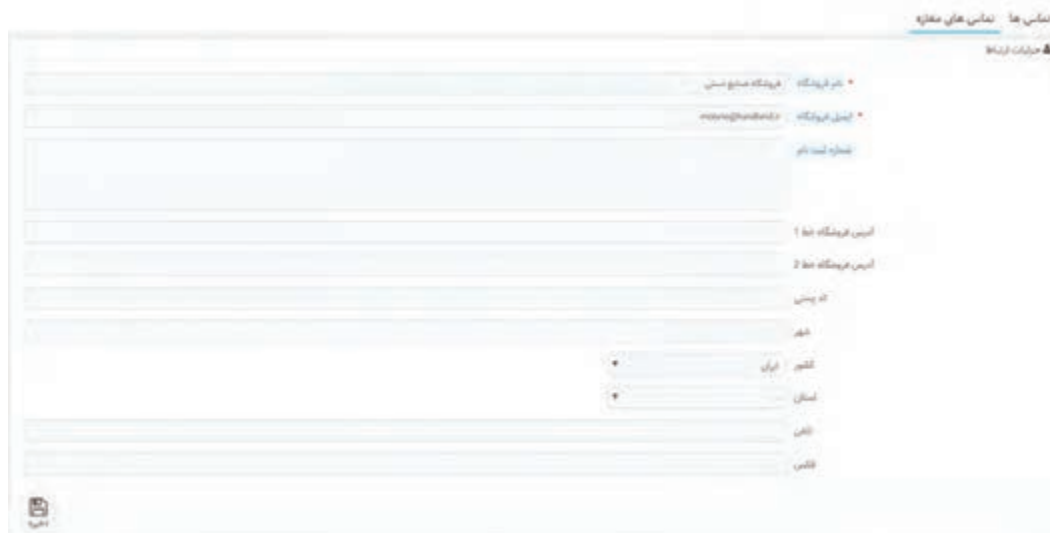 تماس ها تماس های مغازه
جزئیات ارتباط
* نام فروشگاه فروشگاه صنایع دستی
* ایمیل فروشگاه
شماره ثبت نام
آدرس فروشگاه خط 1
آدرس فروشگاه خط 2
کد پستی
شهر
کشور ایران
استان
تلفن
فکس
ذخیره